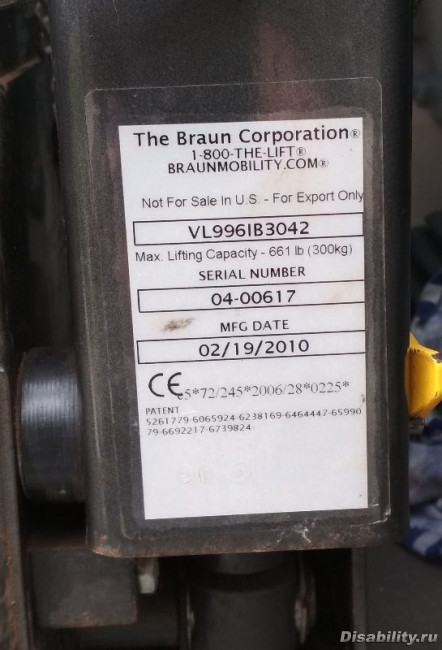 The Braun Corporation®
1-800-THE-LIFT®
BRAUNMOBILITY.COM®
Not For Sale In U.S. - For Export Only
VL996IB3042
Max. Lifting Capacity - 661 lb (300kg)
SERIAL NUMBER
04-00617
MFG DATE
02/19/2010
CE 5*72/245*2006/28*0225*
PATENT
5261779-6065924-6238169-6464447-65990
79-6692217-6739824
Disability.ru